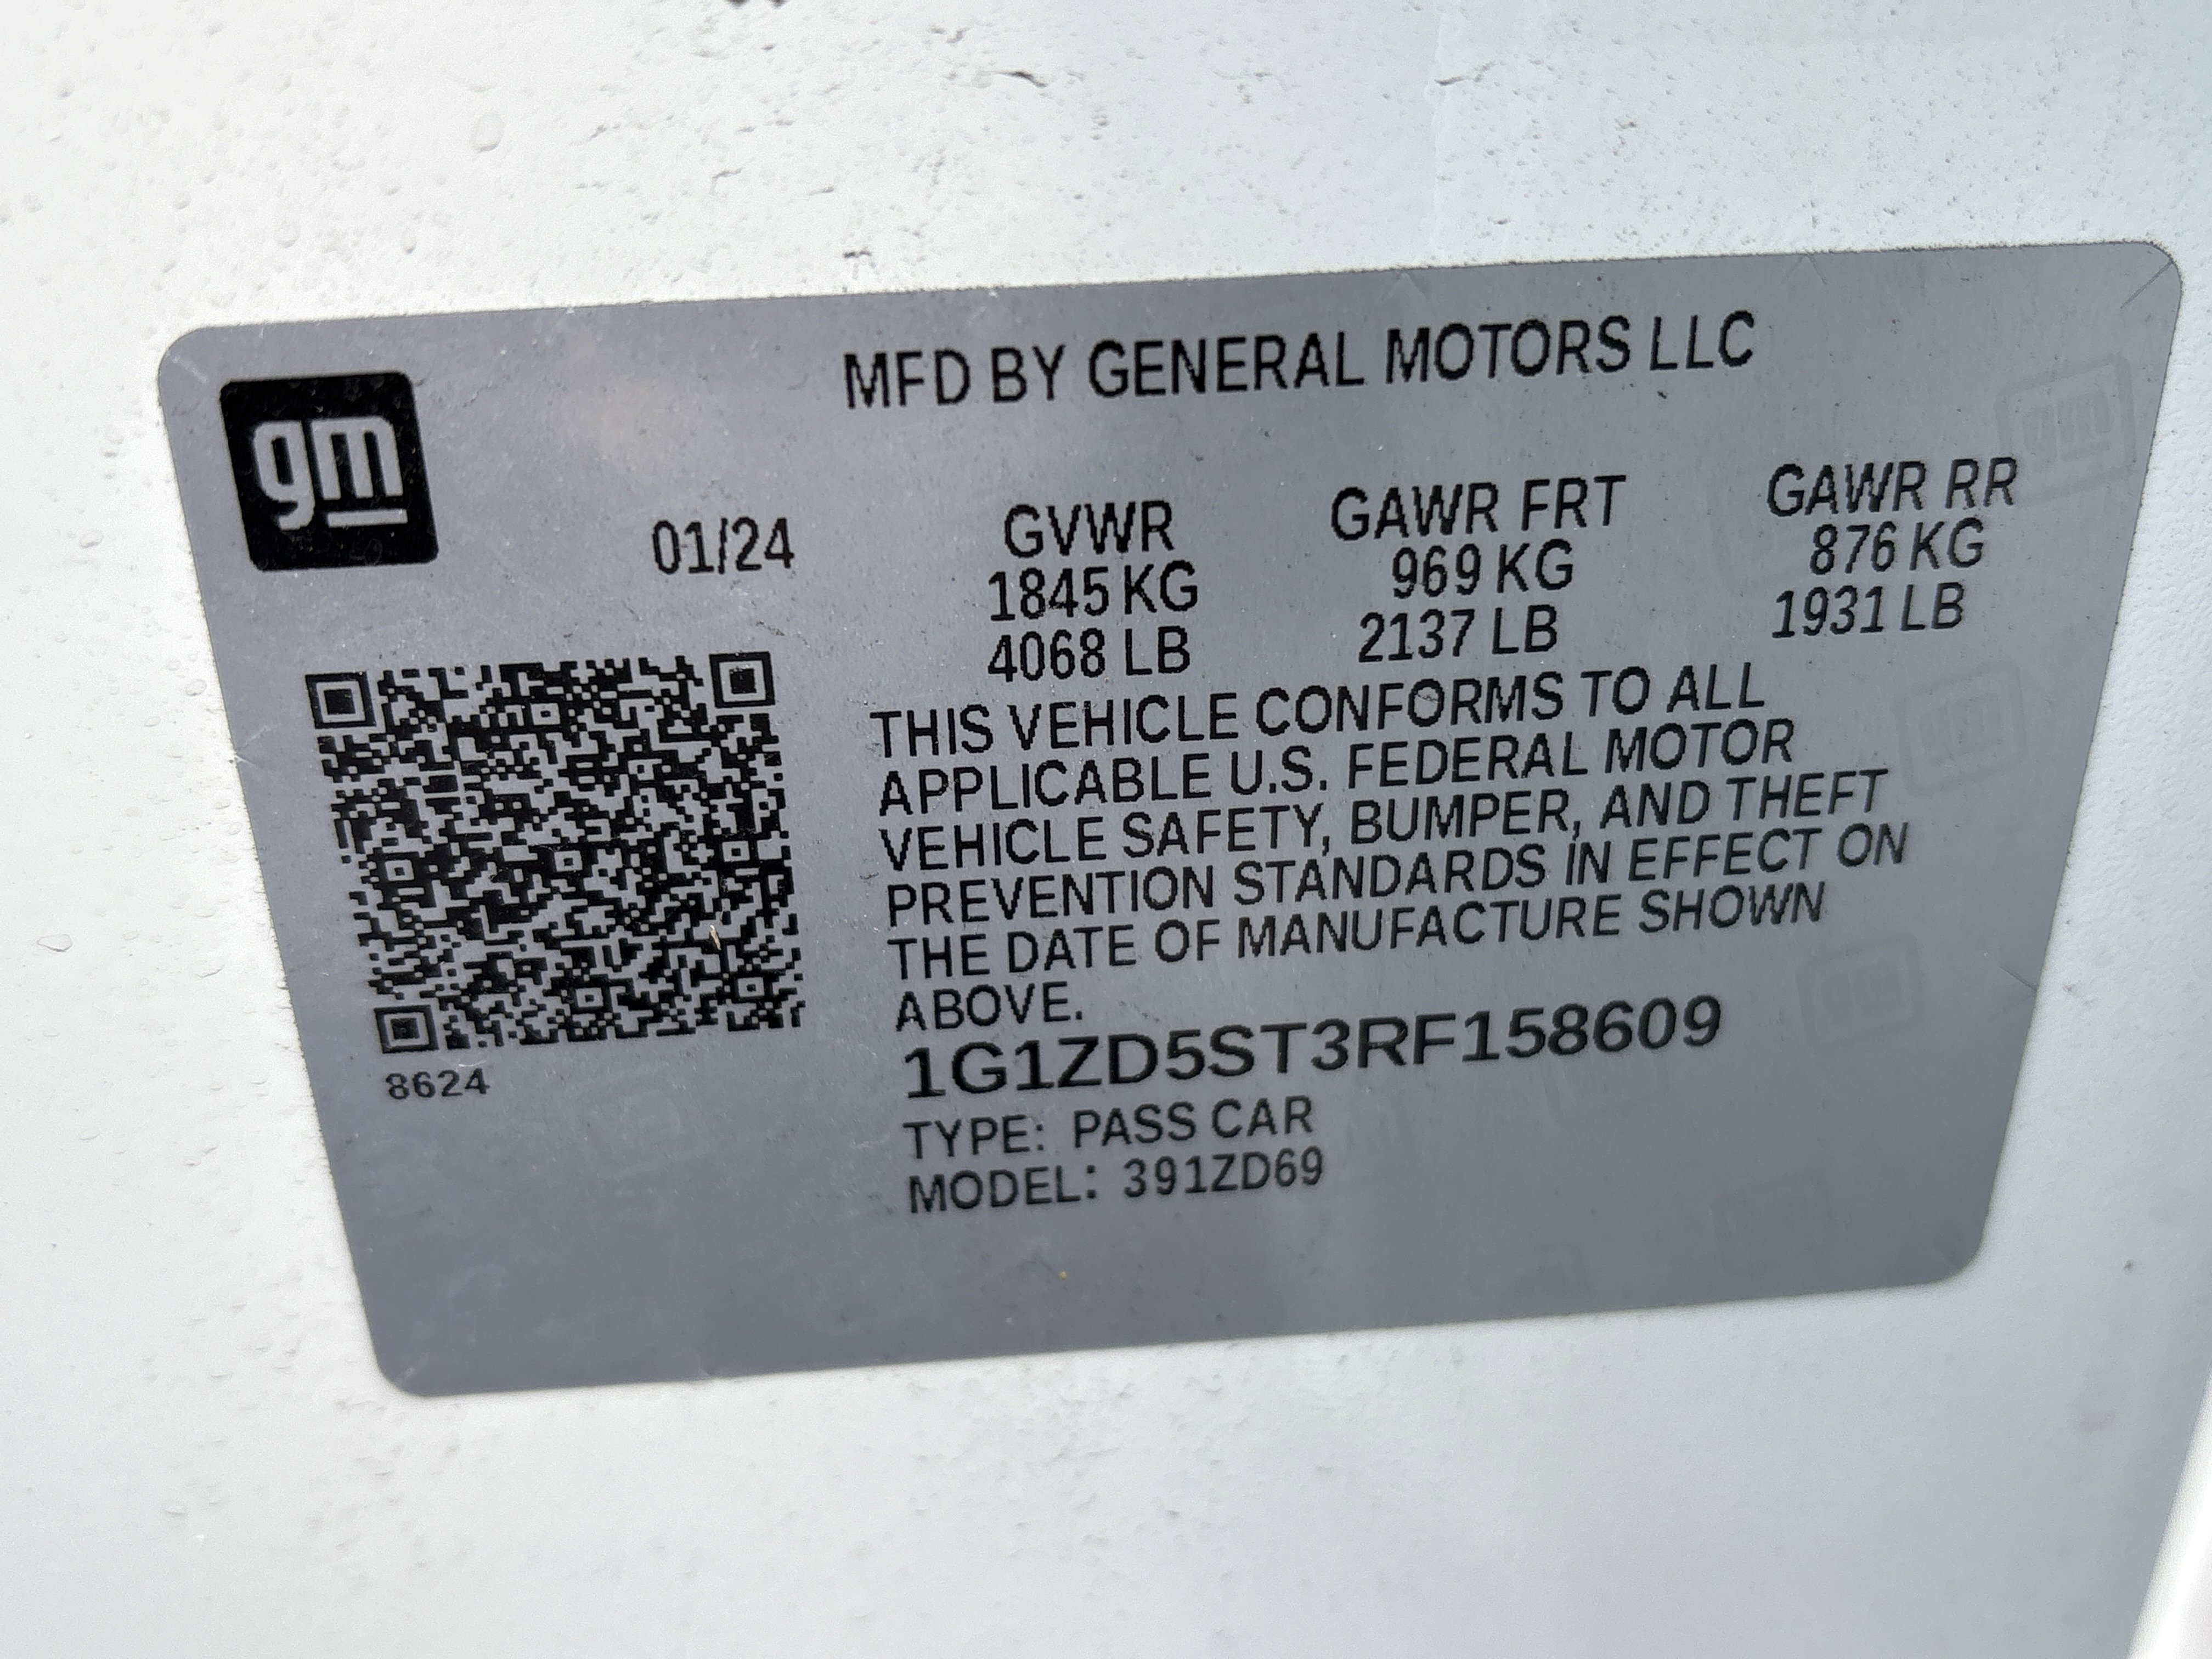 MFD BY GENERAL MOTORS LLC
gm
01/24 GVWR GAWR FRT GAWR RR
1845 KG 969 KG 876 KG
4068 LB 2137 LB 1931 LB
THIS VEHICLE CONFORMS TO ALL
APPLICABLE U.S. FEDERAL MOTOR
VEHICLE SAFETY, BUMPER, AND THEFT
PREVENTION STANDARDS IN EFFECT ON
THE DATE OF MANUFACTURE SHOWN
ABOVE.
1G1ZD5ST3RF158609
8624
TYPE: PASS CAR
MODEL: 391ZD69